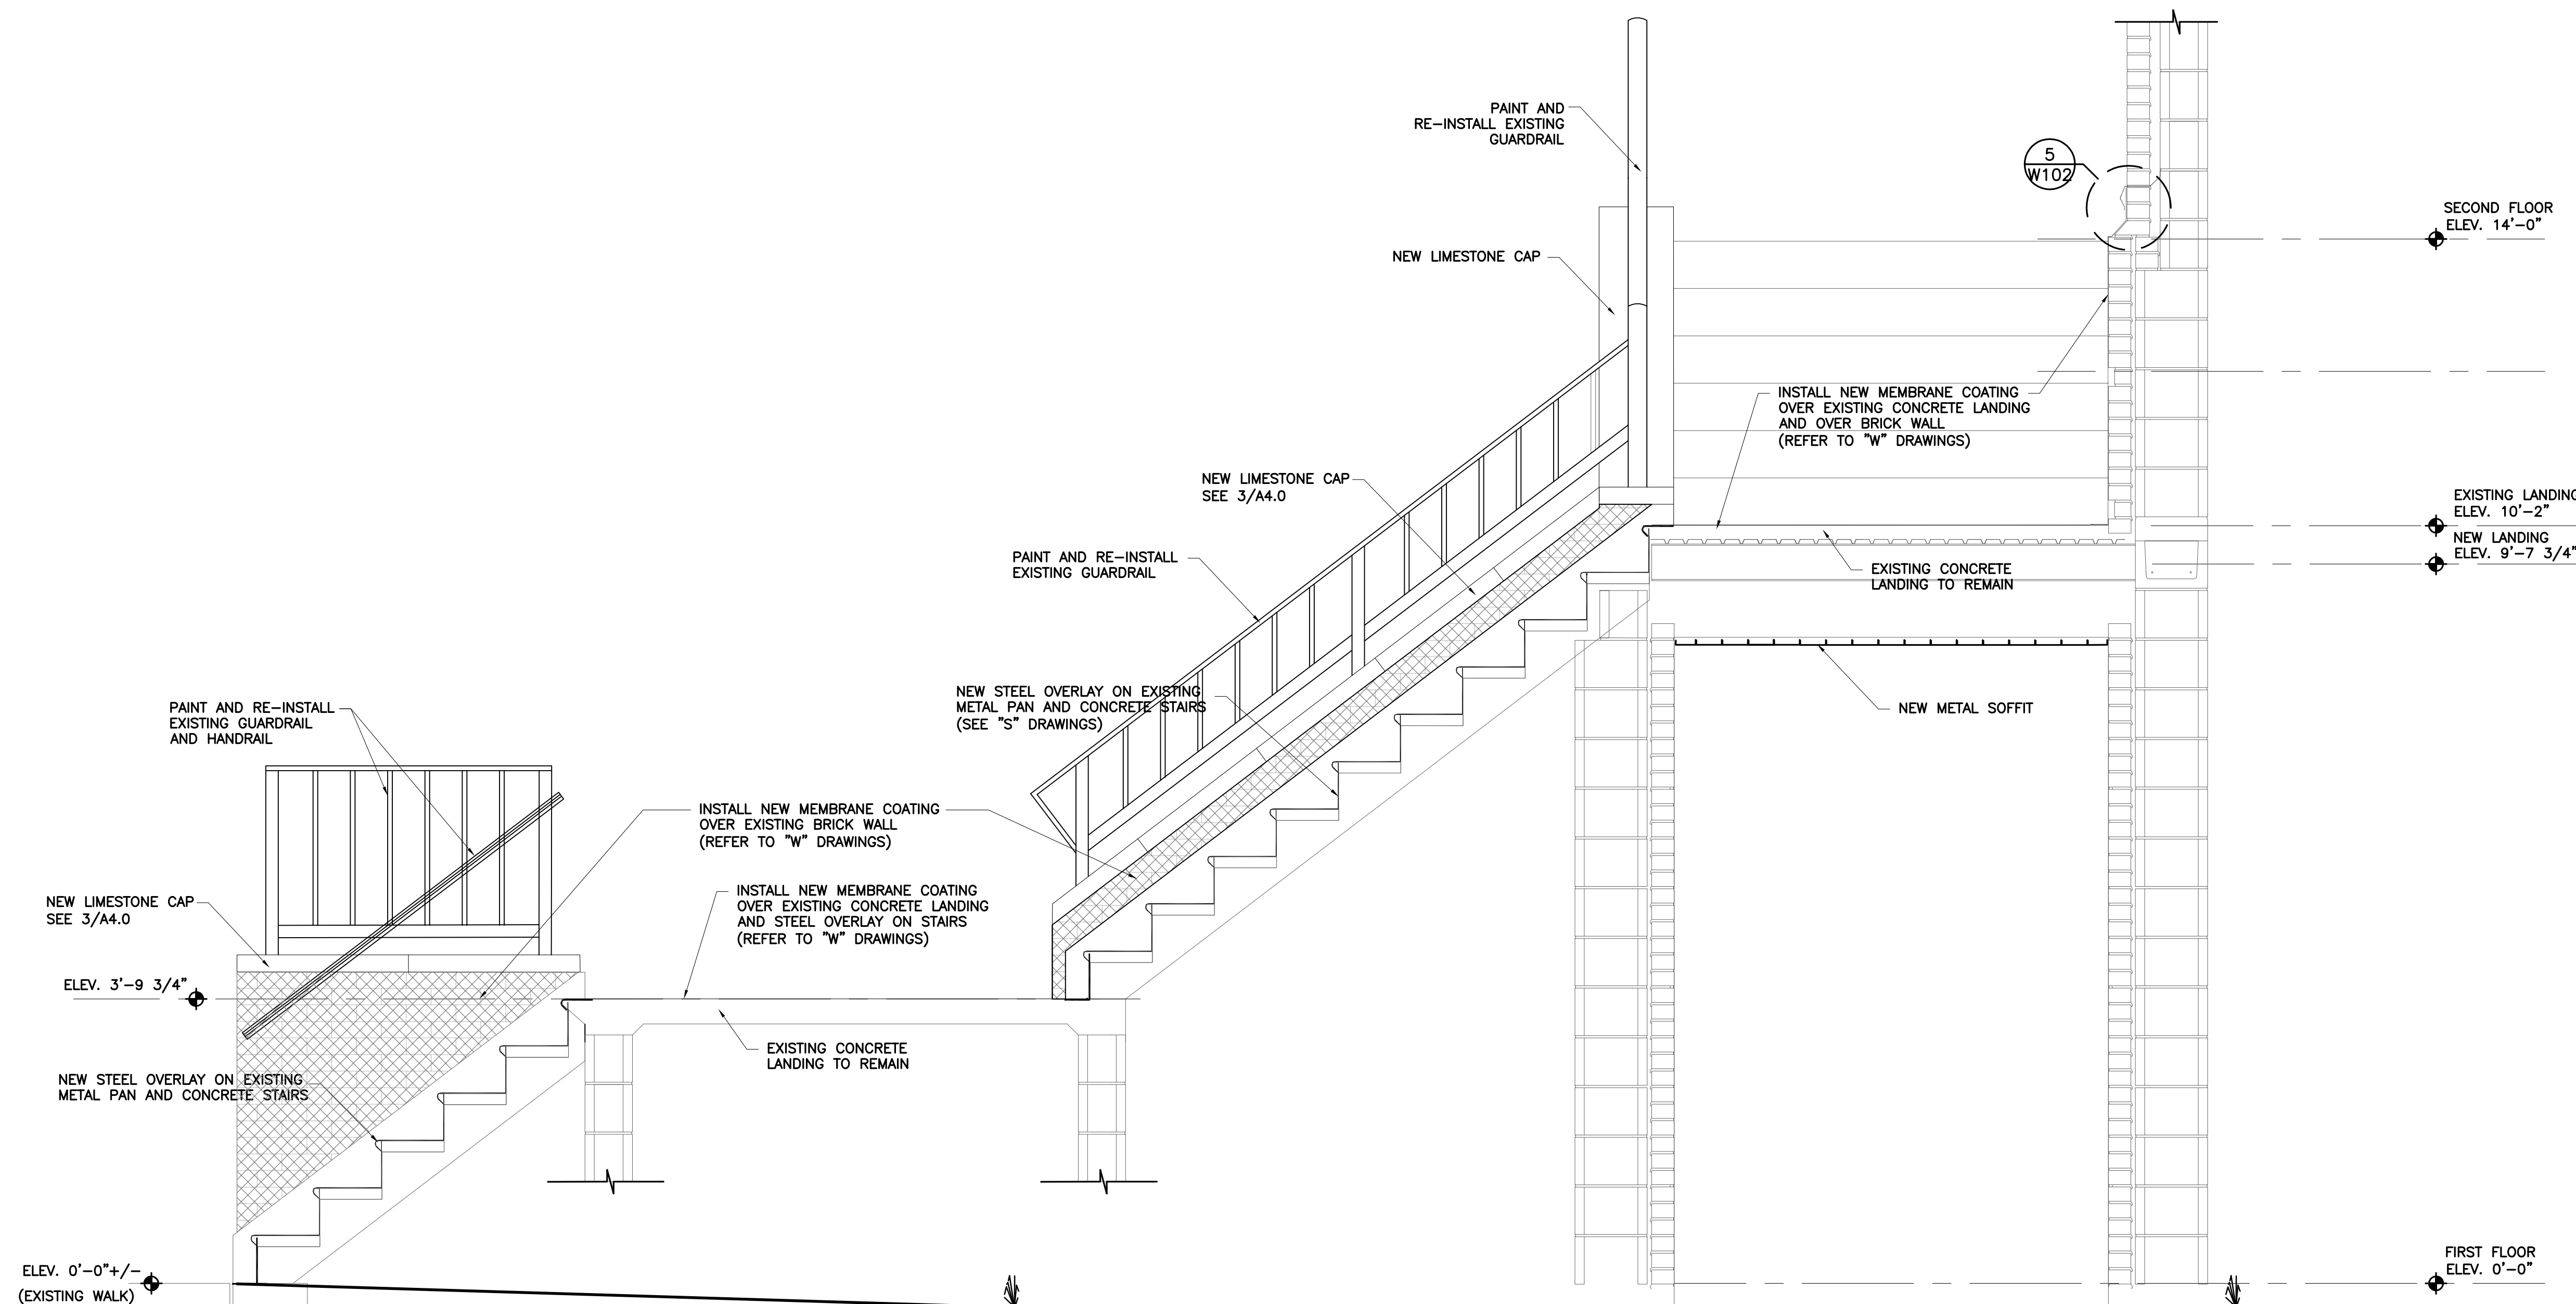 PAINT AND
RE-INSTALL EXISTING
GUARDRAIL
5
W102
SECOND FLOOR
ELEV. 14'-0"
NEW LIMESTONE CAP
INSTALL NEW MEMBRANE COATING
OVER EXISTING CONCRETE LANDING
AND OVER BRICK WALL
(REFER TO "W" DRAWINGS)
NEW LIMESTONE CAP
SEE 3/A4.0
EXISTING LANDING
ELEV. 10'-2"
NEW LANDING
ELEV. 9'-7 3/4"
PAINT AND RE-INSTALL
EXISTING GUARDRAIL
EXISTING CONCRETE
LANDING TO REMAIN
NEW STEEL OVERLAY ON EXISTING
METAL PAN AND CONCRETE STAIRS
(SEE "S" DRAWINGS)
NEW METAL SOFFIT
PAINT AND RE-INSTALL
EXISTING GUARDRAIL
AND HANDRAIL
INSTALL NEW MEMBRANE COATING
OVER EXISTING BRICK WALL
(REFER TO "W" DRAWINGS)
INSTALL NEW MEMBRANE COATING
OVER EXISTING CONCRETE LANDING
AND STEEL OVERLAY ON STAIRS
(REFER TO "W" DRAWINGS)
NEW LIMESTONE CAP
SEE 3/A4.0
ELEV. 3'-9 3/4"
EXISTING CONCRETE
LANDING TO REMAIN
NEW STEEL OVERLAY ON EXISTING
METAL PAN AND CONCRETE STAIRS
ELEV. 0'-0"+/-
(EXISTING WALK)
FIRST FLOOR
ELEV. 0'-0"